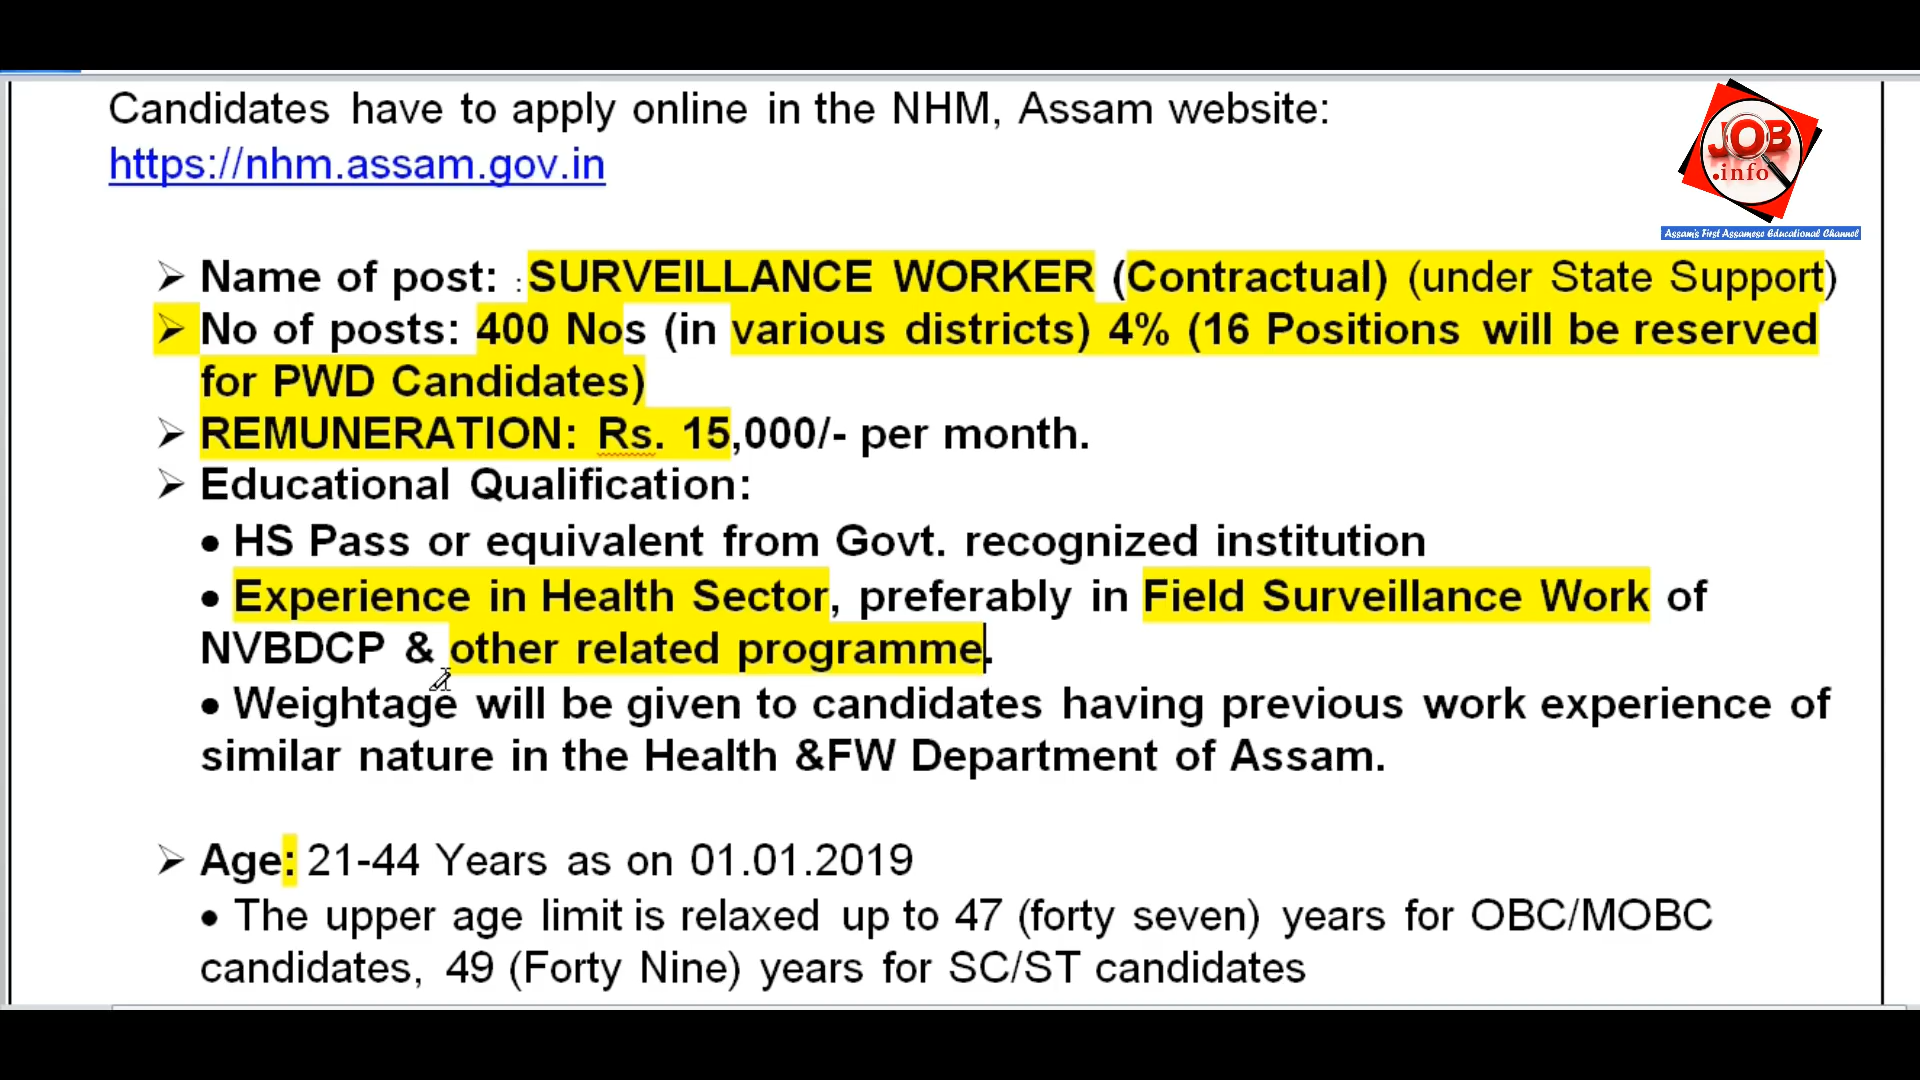 Candidates have to apply online in the NHM, Assam website:
https://nhm.assam.gov.in
JOB
.info
Assam's First Assamese Educational Channel
➢ Name of post: : SURVEILLANCE WORKER (Contractual) (under State Support)
➢ No of posts: 400 Nos (in various districts) 4% (16 Positions will be reserved
for PWD Candidates)
➢ REMUNERATION: Rs. 15,000/- per month.
➢ Educational Qualification:
• HS Pass or equivalent from Govt. recognized institution
• Experience in Health Sector, preferably in Field Surveillance Work of
NVBDCP & other related programme.
• Weightage will be given to candidates having previous work experience of
similar nature in the Health &FW Department of Assam.
➢ Age: 21-44 Years as on 01.01.2019
• The upper age limit is relaxed up to 47 (forty seven) years for OBC/MOBC
candidates, 49 (Forty Nine) years for SC/ST candidates